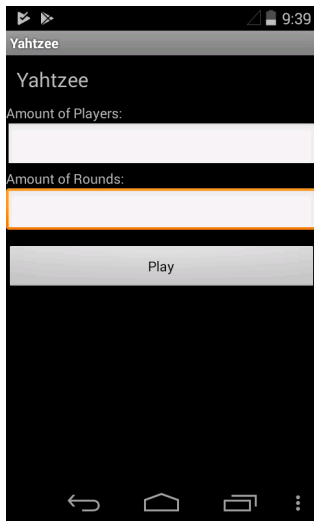 9:39
Yahtzee
Yahtzee
Amount of Players:
Amount of Rounds:
Play